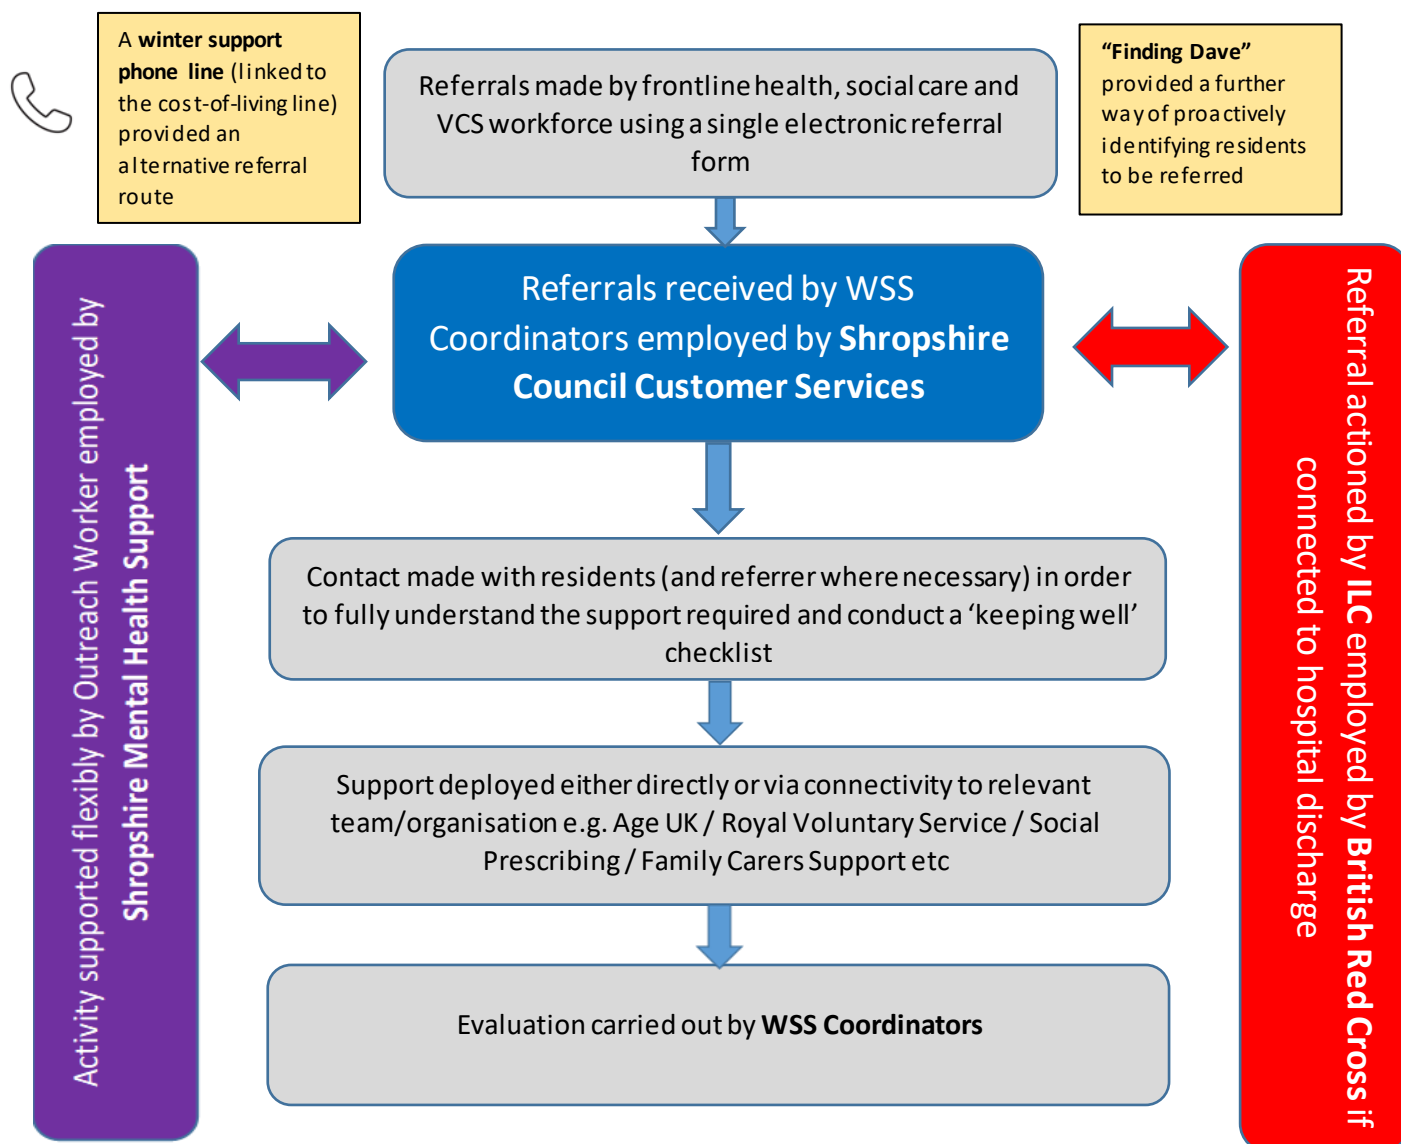 A winter support
phone line (linked to
the cost-of-living line)
provided an
alternative referral
route
Referrals made by frontline health, social care and
VCS workforce using a single electronic referral
form
“Finding Dave”
provided a further
way of proactively
identifying residents
to be referred
Activity supported flexibly by Outreach Worker employed by
Shropshire Mental Health Support
Referrals received by WSS
Coordinators employed by Shropshire
Council Customer Services
Referral actioned by ILC employed by British Red Cross if
connected to hospital discharge
Contact made with residents (and referrer where necessary) in order
to fully understand the support required and conduct a ‘keeping well’
checklist
Support deployed either directly or via connectivity to relevant
team/organisation e.g. Age UK / Royal Voluntary Service / Social
Prescribing / Family Carers Support etc
Evaluation carried out by WSS Coordinators